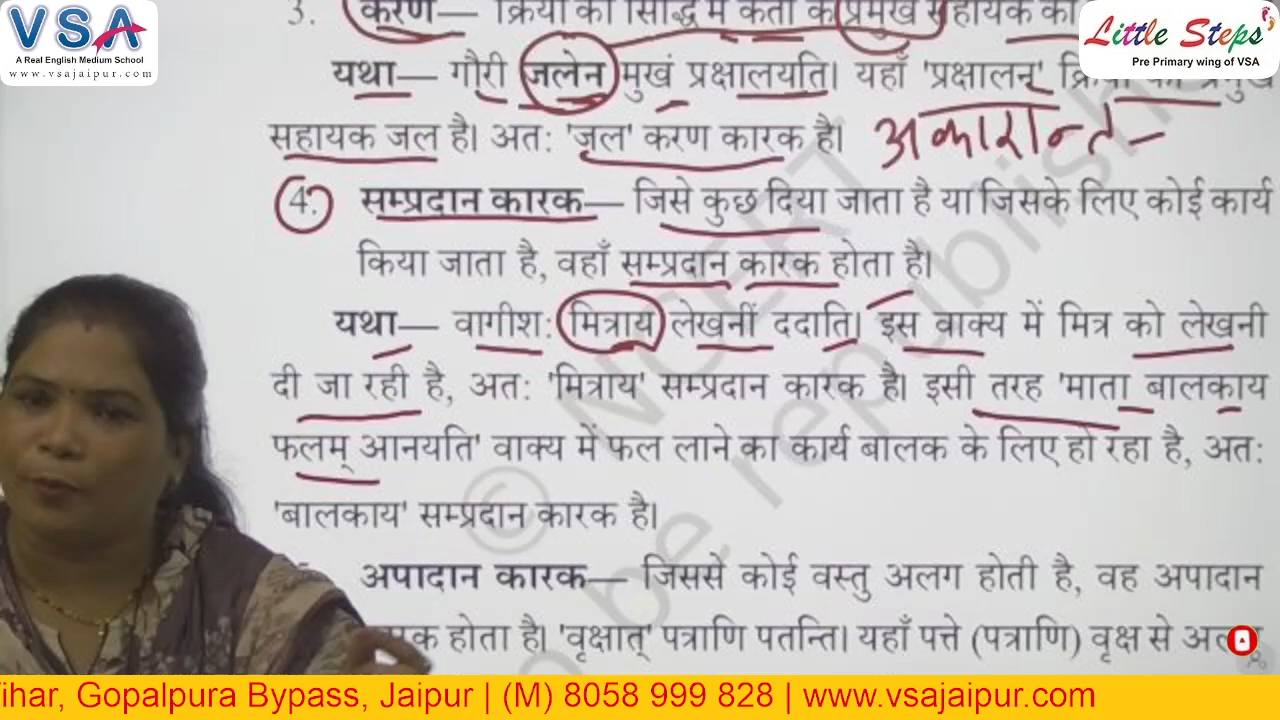 VSA
A Real English Medium School
www.vsajaipur.com
Little Steps
Pre Primary wing of VSA
3. करण— क्रिया की सिद्धि में कर्ता के प्रमुख सहायक को
यथा— गौरी जलेन मुखं प्रक्षालयति। यहाँ 'प्रक्षालन्'
सहायक जल है। अत: 'जल' करण कारक है। अकारान्त –
4. सम्प्रदान कारक— जिसे कुछ दिया जाता है या जिसके लिए कोई कार्य
किया जाता है, वहाँ सम्प्रदान कारक होता है।
यथा— वागीश: मित्राय लेखनीं ददाति। इस वाक्य में मित्र को लेखनी
दी जा रही है, अत: 'मित्राय' सम्प्रदान कारक है। इसी तरह 'माता बालकाय
फलम् आनयति' वाक्य में फल लाने का कार्य बालक के लिए हो रहा है, अत:
'बालकाय' सम्प्रदान कारक है।
अपादान कारक— जिससे कोई वस्तु अलग होती है, वह अपादान
होता है। 'वृक्षात्' पत्राणि पतन्ति। यहाँ पत्ते (पत्राणि) वृक्ष से
© NCERT
be republished
Vihar, Gopalpura Bypass, Jaipur | (M) 8058 999 828 | www.vsajaipur.com